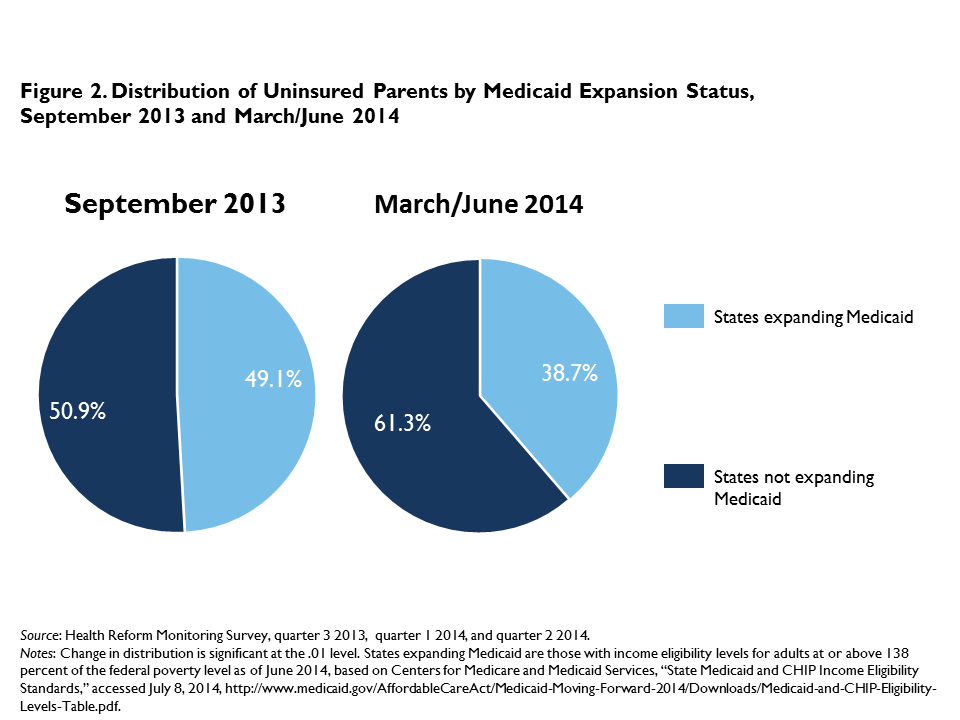 Figure 2. Distribution of Uninsured Parents by Medicaid Expansion Status,
September 2013 and March/June 2014
September 2013
March/June 2014
49.1%
50.9%
38.7%
61.3%
States expanding Medicaid
States not expanding
Medicaid
Source: Health Reform Monitoring Survey, quarter 3 2013, quarter 1 2014, and quarter 2 2014.
Notes: Change in distribution is significant at the .01 level. States expanding Medicaid are those with income eligibility levels for adults at or above 138
percent of the federal poverty level as of June 2014, based on Centers for Medicare and Medicaid Services, “State Medicaid and CHIP Income Eligibility
Standards,” accessed July 8, 2014, http://www.medicaid.gov/AffordableCareAct/Medicaid-Moving-Forward-2014/Downloads/Medicaid-and-CHIP-Eligibility-
Levels-Table.pdf.